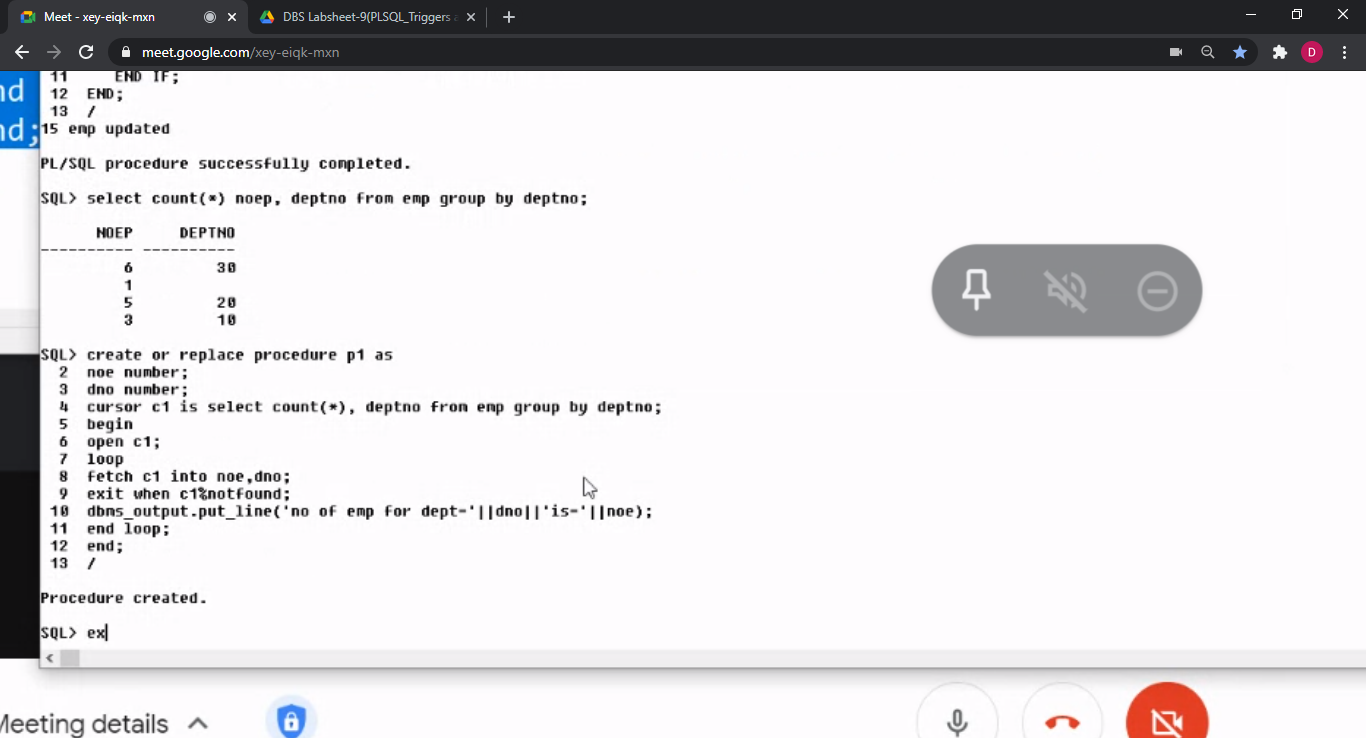 Meet - xey-eiqk-mxn
DBS Labsheet-9(PLSQL_Triggers a
meet.google.com/xey-eiqk-mxn
D
nd
nd;
11 END IF;
12 END;
13 /
15 emp updated
PL/SQL procedure successfully completed.
SQL> select count(*) noep, deptno from emp group by deptno;
NOEP DEPTNO
---------- ----------
6 30
1
5 20
3 10
SQL> create or replace procedure p1 as
2 noe number;
3 dno number;
4 cursor c1 is select count(*), deptno from emp group by deptno;
5 begin
6 open c1;
7 loop
8 fetch c1 into noe,dno;
9 exit when c1%notfound;
10 dbms_output.put_line('no of emp for dept='||dno||'is='||noe);
11 end loop;
12 end;
13 /
Procedure created.
SQL> ex
Meeting details